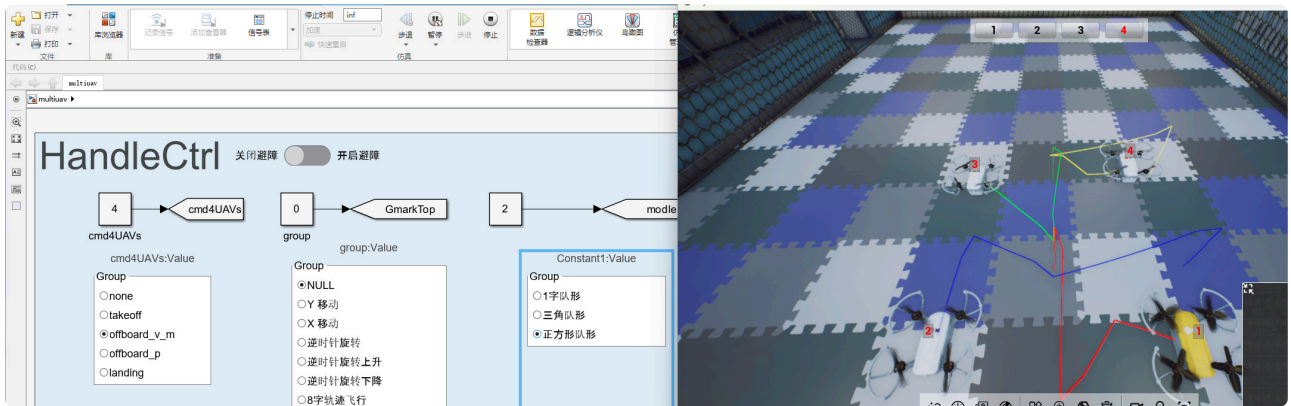 打开
停止时间 inf
新建
保存
打印
库浏览器
记录信号
添加查看器
信号表
加速
快速重启
步退
暂停
步进
停止
数据
检查器
逻辑分析仪
鸟瞰图
文件
库
准备
仿真
代码
multiuav
multiuav
HandleCtrl
关闭避障
开启避障
4
cmd4UAVs
0
GmarkTop
2
modle
cmd4UAVs
group
cmd4UAVs:Value
group:Value
Constant1:Value
Group
none
takeoff
offboard_v_m
offboard_p
landing
Group
NULL
Y 移动
X 移动
逆时针旋转
逆时针旋转上升
逆时针旋转下降
8字轨迹飞行
Group
1字队形
三角队形
正方形队形
1 2 3 4
3
4
2
1